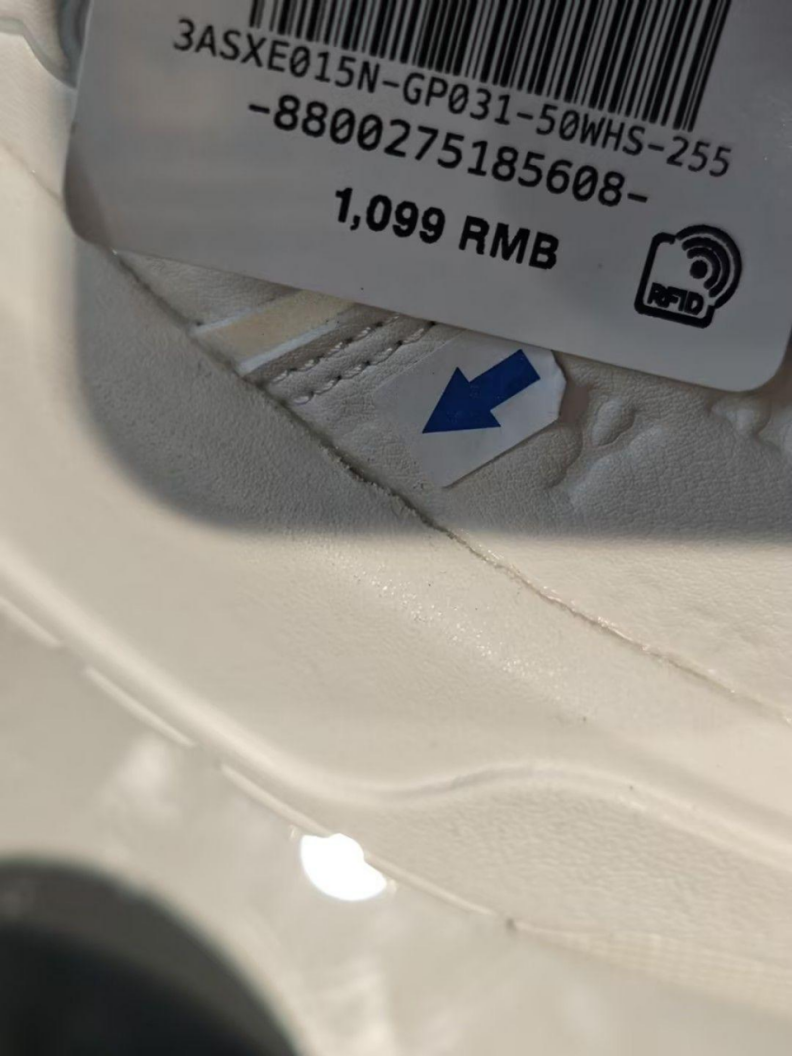 3ASXE015N-GP031-50WHS-255
-8800275185608-
1,099 RMB
RFID